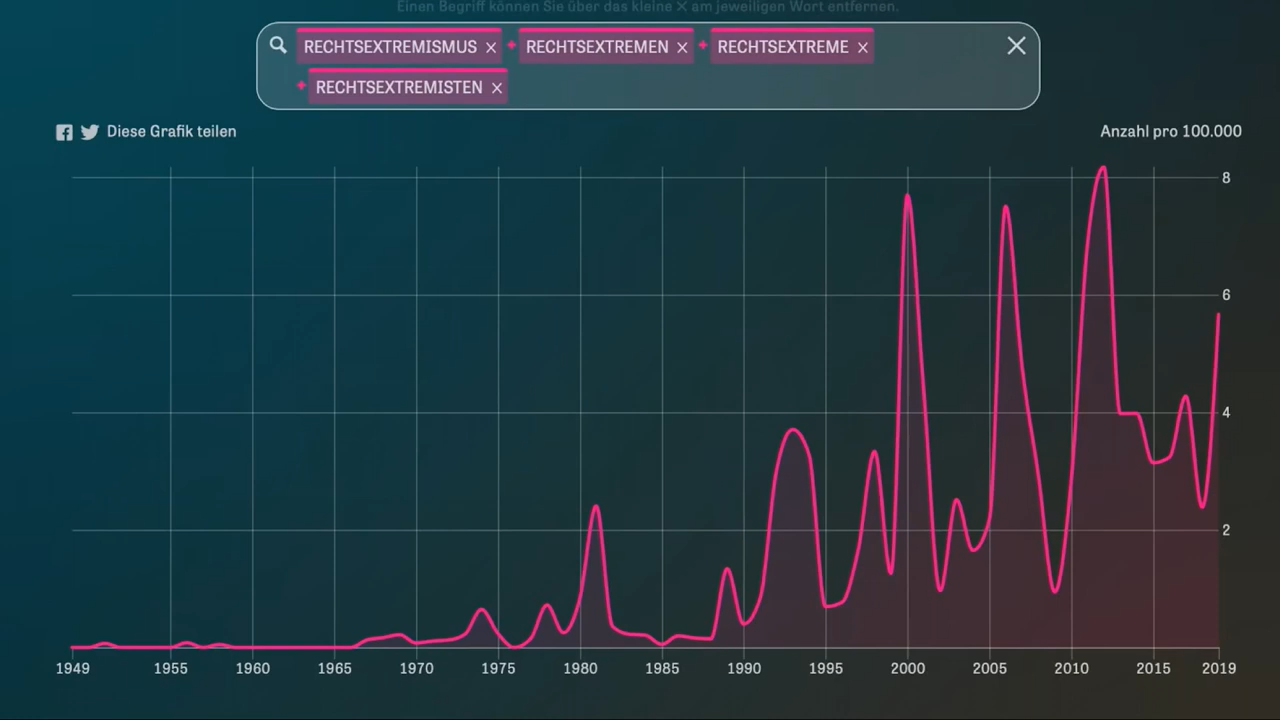 Einen Begriff können Sie über das kleine × am jeweiligen Wort entfernen.
RECHTSEXTREMISMUS × + RECHTSEXTREMEN × + RECHTSEXTREME ×
+ RECHTSEXTREMISTEN ×
Diese Grafik teilen
Anzahl pro 100.000
8
6
4
2
1949 1955 1960 1965 1970 1975 1980 1985 1990 1995 2000 2005 2010 2015 2019